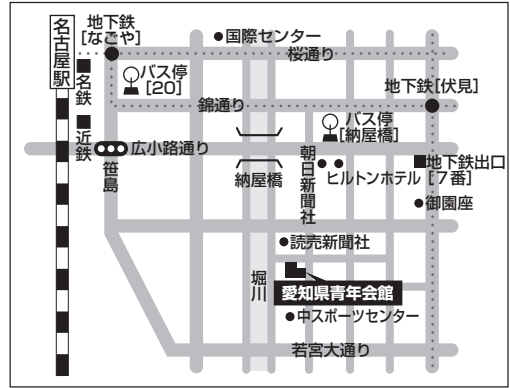 名古屋駅
地下鉄
[なごや]
●国際センター
桜通り
名鉄
バス停
[20]
地下鉄[伏見]
錦通り
バス停
[納屋橋]
近鉄
広小路通り
笹島
納屋橋
朝日新聞社
ヒルトンホテル
地下鉄出口
[7番]
●御園座
●読売新聞社
堀川
愛知県青年会館
●中スポーツセンター
若宮大通り